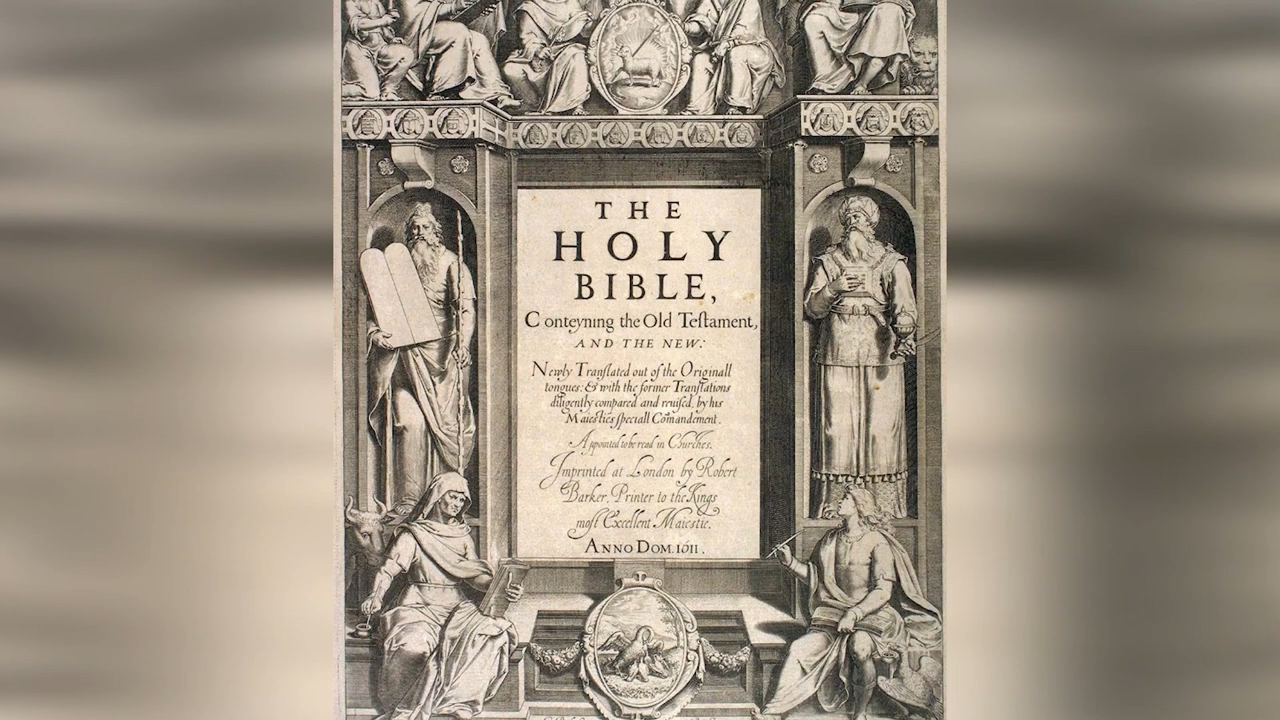 THE
HOLY
BIBLE,
Conteyning the Old Teſtament,
AND THE NEW:
Newly Tranſlated out of the Originall
tongues: & with the former Tranſlations
diligently compared and reuiſed, by his
Maieſties ſpeciall Comandement.
Appointed to be read in Churches.
Imprinted at London by Robert
Barker, Printer to the Kings
moſt Excellent Maieſtie.
ANNO DOM. 1611.